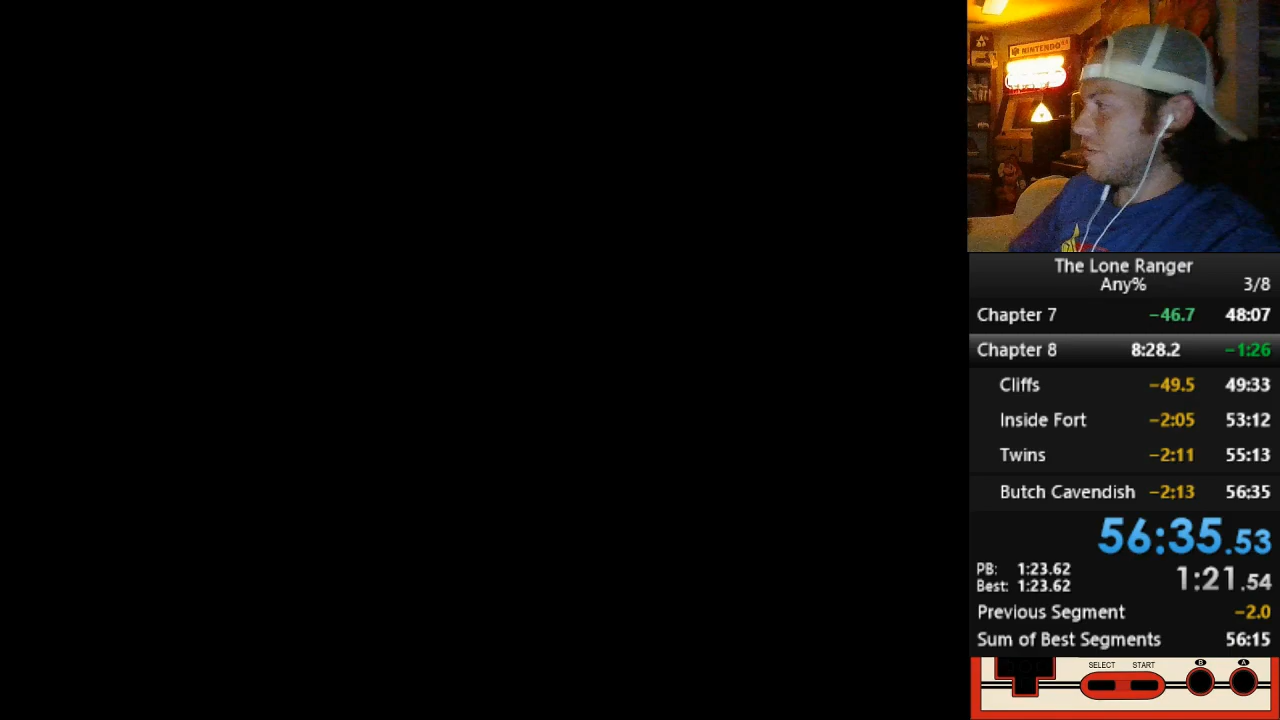 NINTENDO
The Lone Ranger
Any% 3/8
Chapter 7 -46.7 48:07
Chapter 8 8:28.2 -1:26
Cliffs -49.5 49:33
Inside Fort -2:05 53:12
Twins -2:11 55:13
Butch Cavendish -2:13 56:35
56:35.53
PB: 1:23.62
Best: 1:23.62
1:21.54
Previous Segment -2.0
Sum of Best Segments 56:15
SELECT START B A